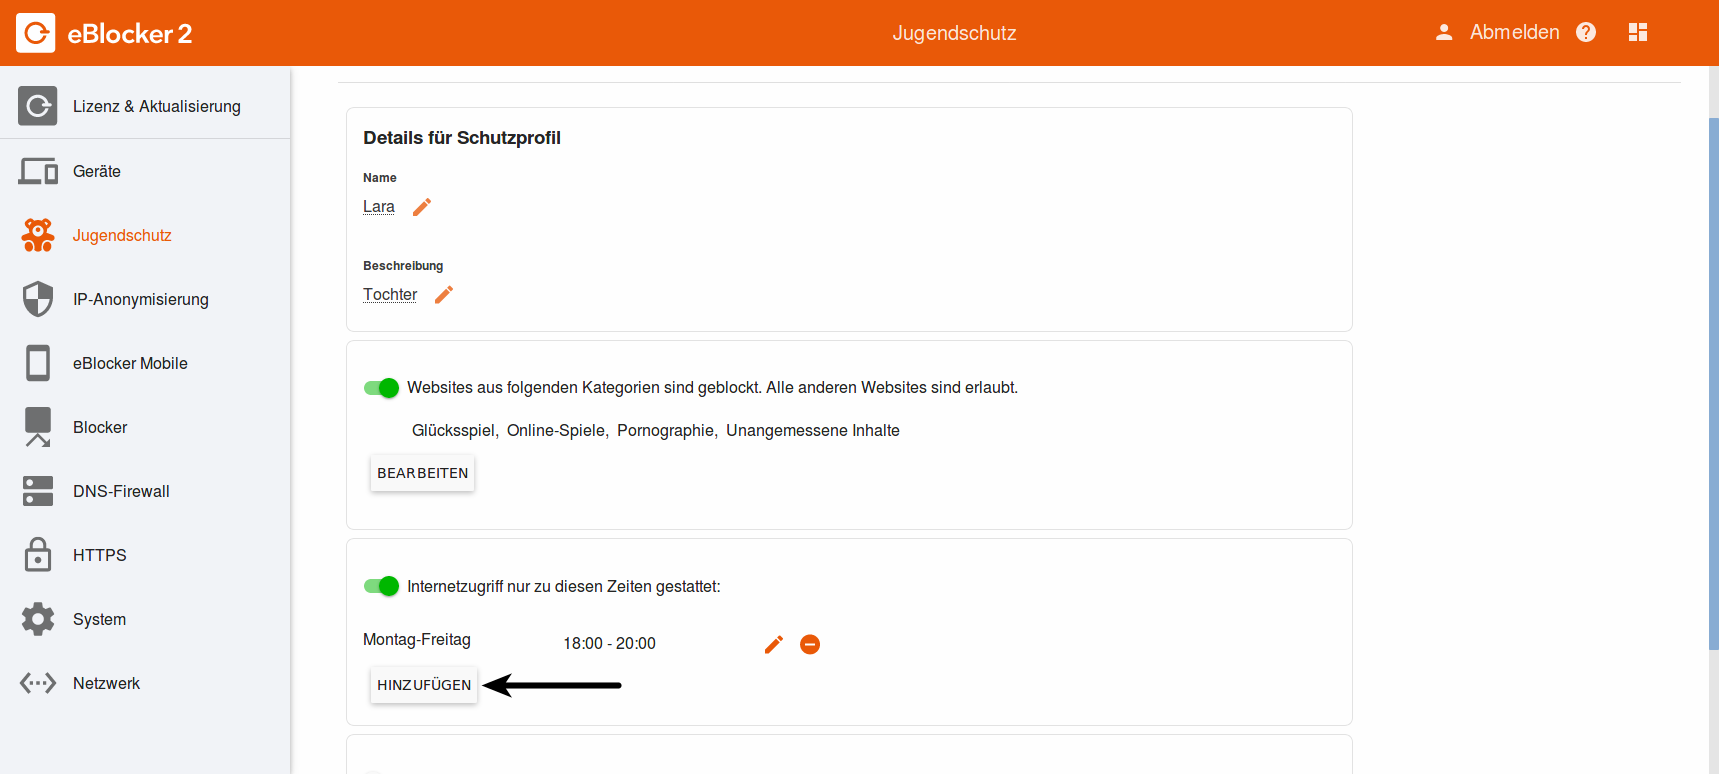 eBlocker 2
Jugendschutz
Abmelden
Lizenz & Aktualisierung
Geräte
Jugendschutz
IP-Anonymisierung
eBlocker Mobile
Blocker
DNS-Firewall
HTTPS
System
Netzwerk
Details für Schutzprofil
Name
Lara
Beschreibung
Tochter
Websites aus folgenden Kategorien sind geblockt. Alle anderen Websites sind erlaubt.
Glücksspiel, Online-Spiele, Pornographie, Unangemessene Inhalte
BEARBEITEN
Internetzugriff nur zu diesen Zeiten gestattet:
Montag-Freitag 18:00 - 20:00
HINZUFÜGEN